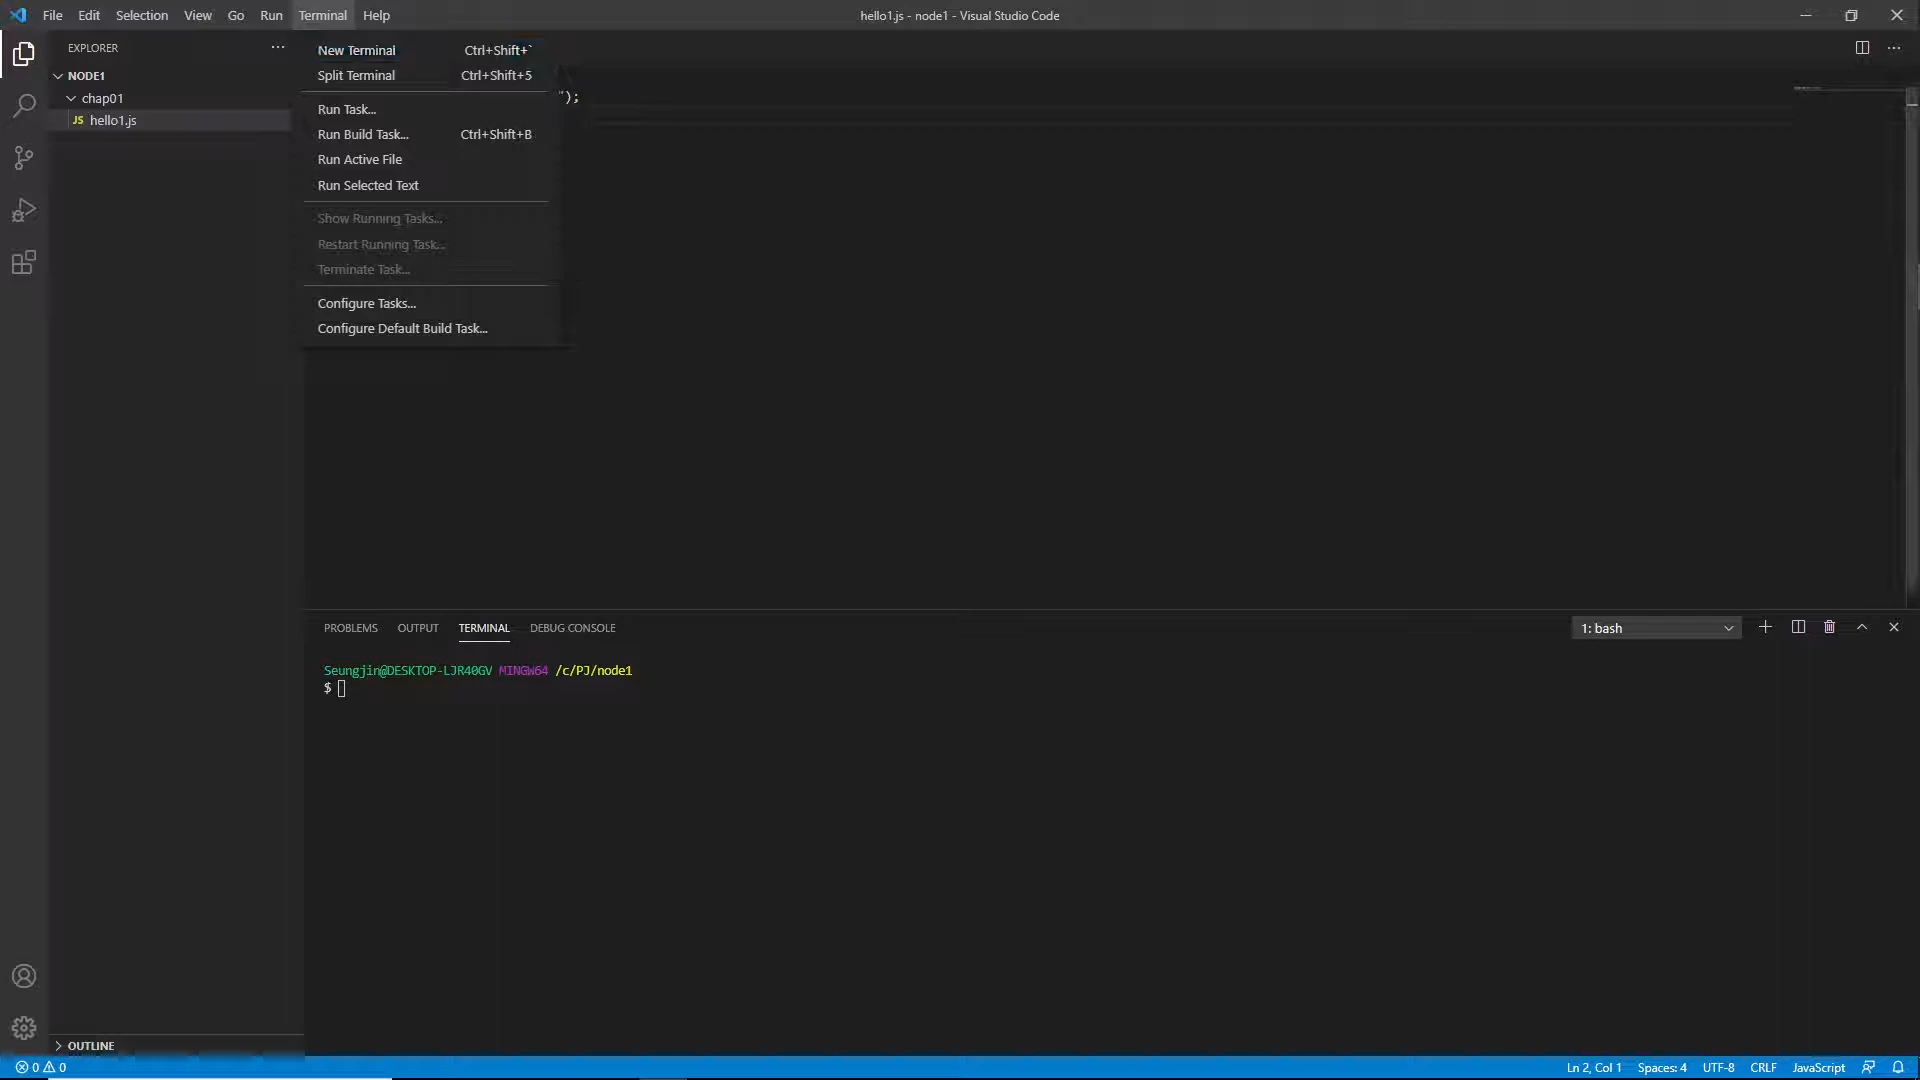 File Edit Selection View Go Run Terminal Help
hello1.js - node1 - Visual Studio Code
EXPLORER
NODE1
chap01
JS hello1.js
New Terminal Ctrl+Shift+`
Split Terminal Ctrl+Shift+5
Run Task...
Run Build Task... Ctrl+Shift+B
Run Active File
Run Selected Text
Show Running Tasks...
Restart Running Task...
Terminate Task...
Configure Tasks...
Configure Default Build Task...
");
PROBLEMS OUTPUT TERMINAL DEBUG CONSOLE
1: bash
Seungjin@DESKTOP-LJR40GV MINGW64 /c/PJ/node1
$
OUTLINE
0 0
Ln 2, Col 1 Spaces: 4 UTF-8 CRLF JavaScript